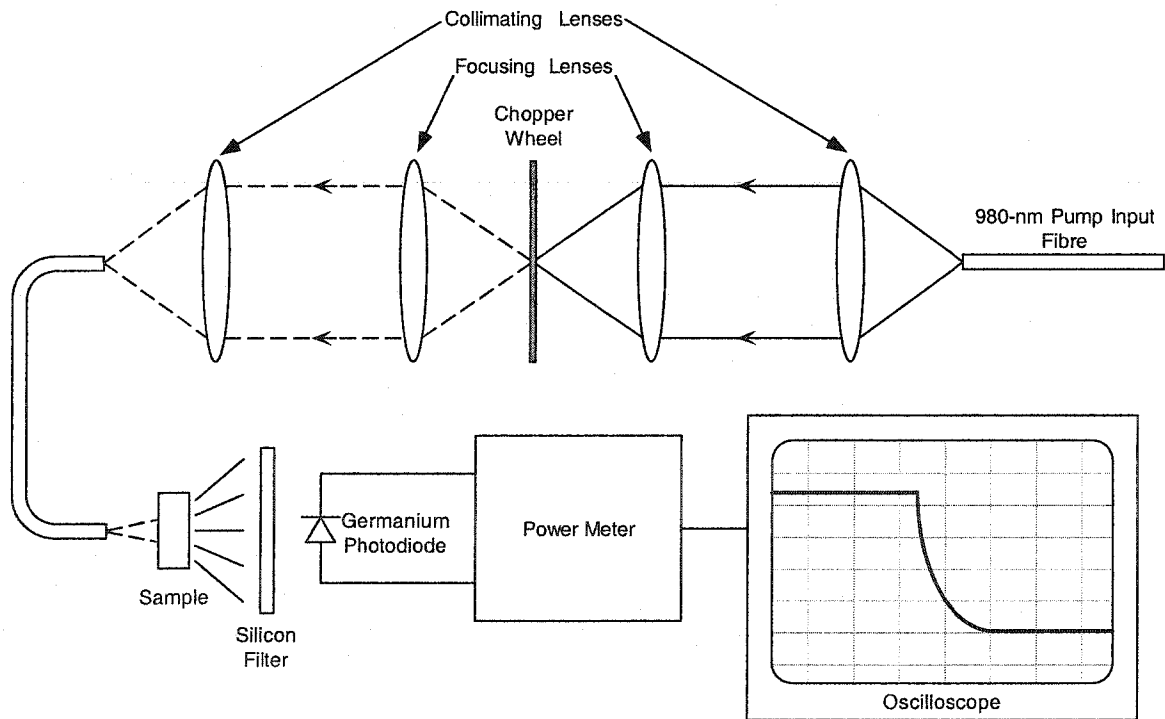 Collimating Lenses
Focusing Lenses
Chopper
Wheel
980-nm Pump Input
Fibre
Germanium
Photodiode
Power Meter
Sample
Silicon
Filter
Oscilloscope